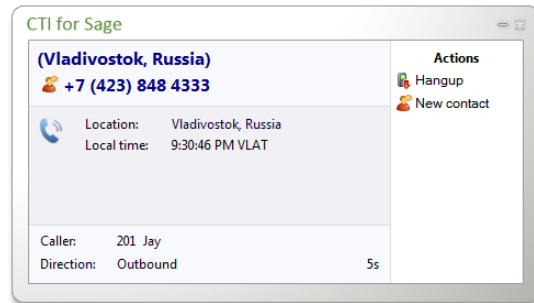 CTI for Sage
(Vladivostok, Russia)
+7 (423) 848 4333
Location: Vladivostok, Russia
Local time: 9:30:46 PM VLAT
Caller: 201 Jay
Direction: Outbound 5s
Actions
Hangup
New contact